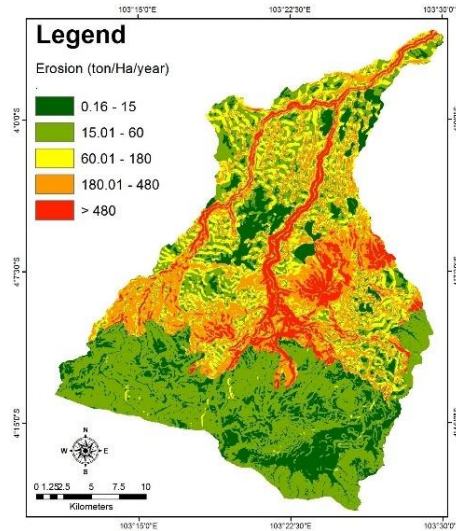 103°15'0"E 103°22'30"E 103°30'0"E
Legend
Erosion (ton/Ha/year)
0.16 - 15
15.01 - 60
60.01 - 180
180.01 - 480
> 480
4°0'0"S
4°7'30"S
4°15'0"S
N
W E
S
0 1.25 2.5 5 7.5 10
Kilometers
103°15'0"E 103°22'30"E 103°30'0"E